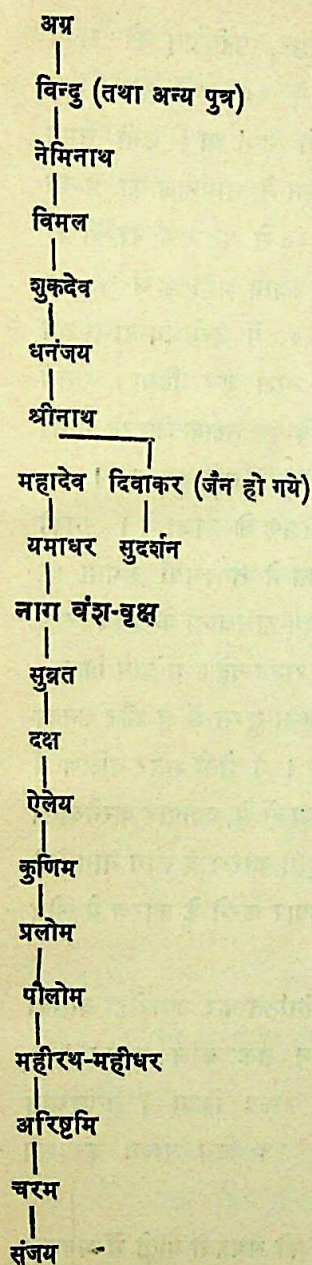 अग्र
विन्दु (तथा अन्य पुत्र)
नेमिनाथ
विमल
शुकदेव
धनंजय
श्रीनाथ
महादेव दिवाकर (जैन हो गये)
यमाधर सुदर्शन
नाग वंश-वृक्ष
सुव्रत
दक्ष
ऐलेय
कुणिम
प्रलोम
पौलोम
महीरथ-महीधर
अरिष्टमि
चरम
संजय